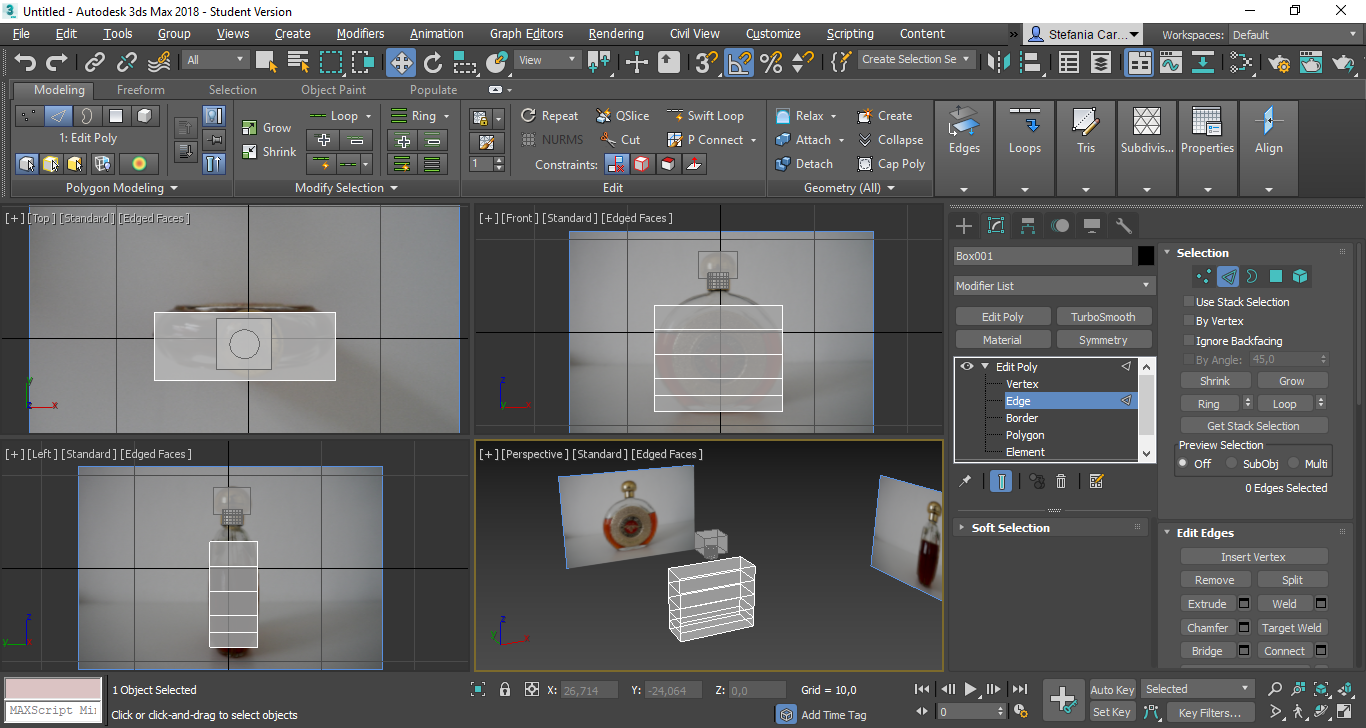 Untitled - Autodesk 3ds Max 2018 - Student Version
File Edit Tools Group Views Create Modifiers Animation Graph Editors Rendering Civil View Customize Scripting Content » Stefania Car... Workspaces: Default
All View Create Selection Se
Modeling Freeform Selection Object Paint Populate
1: Edit Poly
Grow
Shrink
Loop Ring
1
Repeat QSlice Swift Loop
NURMS Cut P Connect
Constraints:
Relax Create
Attach Collapse
Detach Cap Poly
Edges Loops Tris Subdivis... Properties Align
Polygon Modeling Modify Selection Edit Geometry (All)
[+] [Top] [Standard] [Edged Faces]
y
z x
[+] [Front] [Standard] [Edged Faces]
z
y x
[+] [Left] [Standard] [Edged Faces]
z
y x
[+] [Perspective] [Standard] [Edged Faces]
z
y x
Box001
Modifier List
Edit Poly TurboSmooth
Material Symmetry
Edit Poly
Vertex
Edge
Border
Polygon
Element
Soft Selection
Selection
Use Stack Selection
By Vertex
Ignore Backfacing
By Angle: 45,0
Shrink Grow
Ring Loop
Get Stack Selection
Preview Selection
Off SubObj Multi
0 Edges Selected
Edit Edges
Insert Vertex
Remove Split
Extrude Weld
Chamfer Target Weld
Bridge Connect
MAXScript Mi
1 Object Selected
Click or click-and-drag to select objects
X: 26,714 Y: -24,064 Z: 0,0 Grid = 10,0
Add Time Tag
0
Auto Key Selected
Set Key Key Filters...